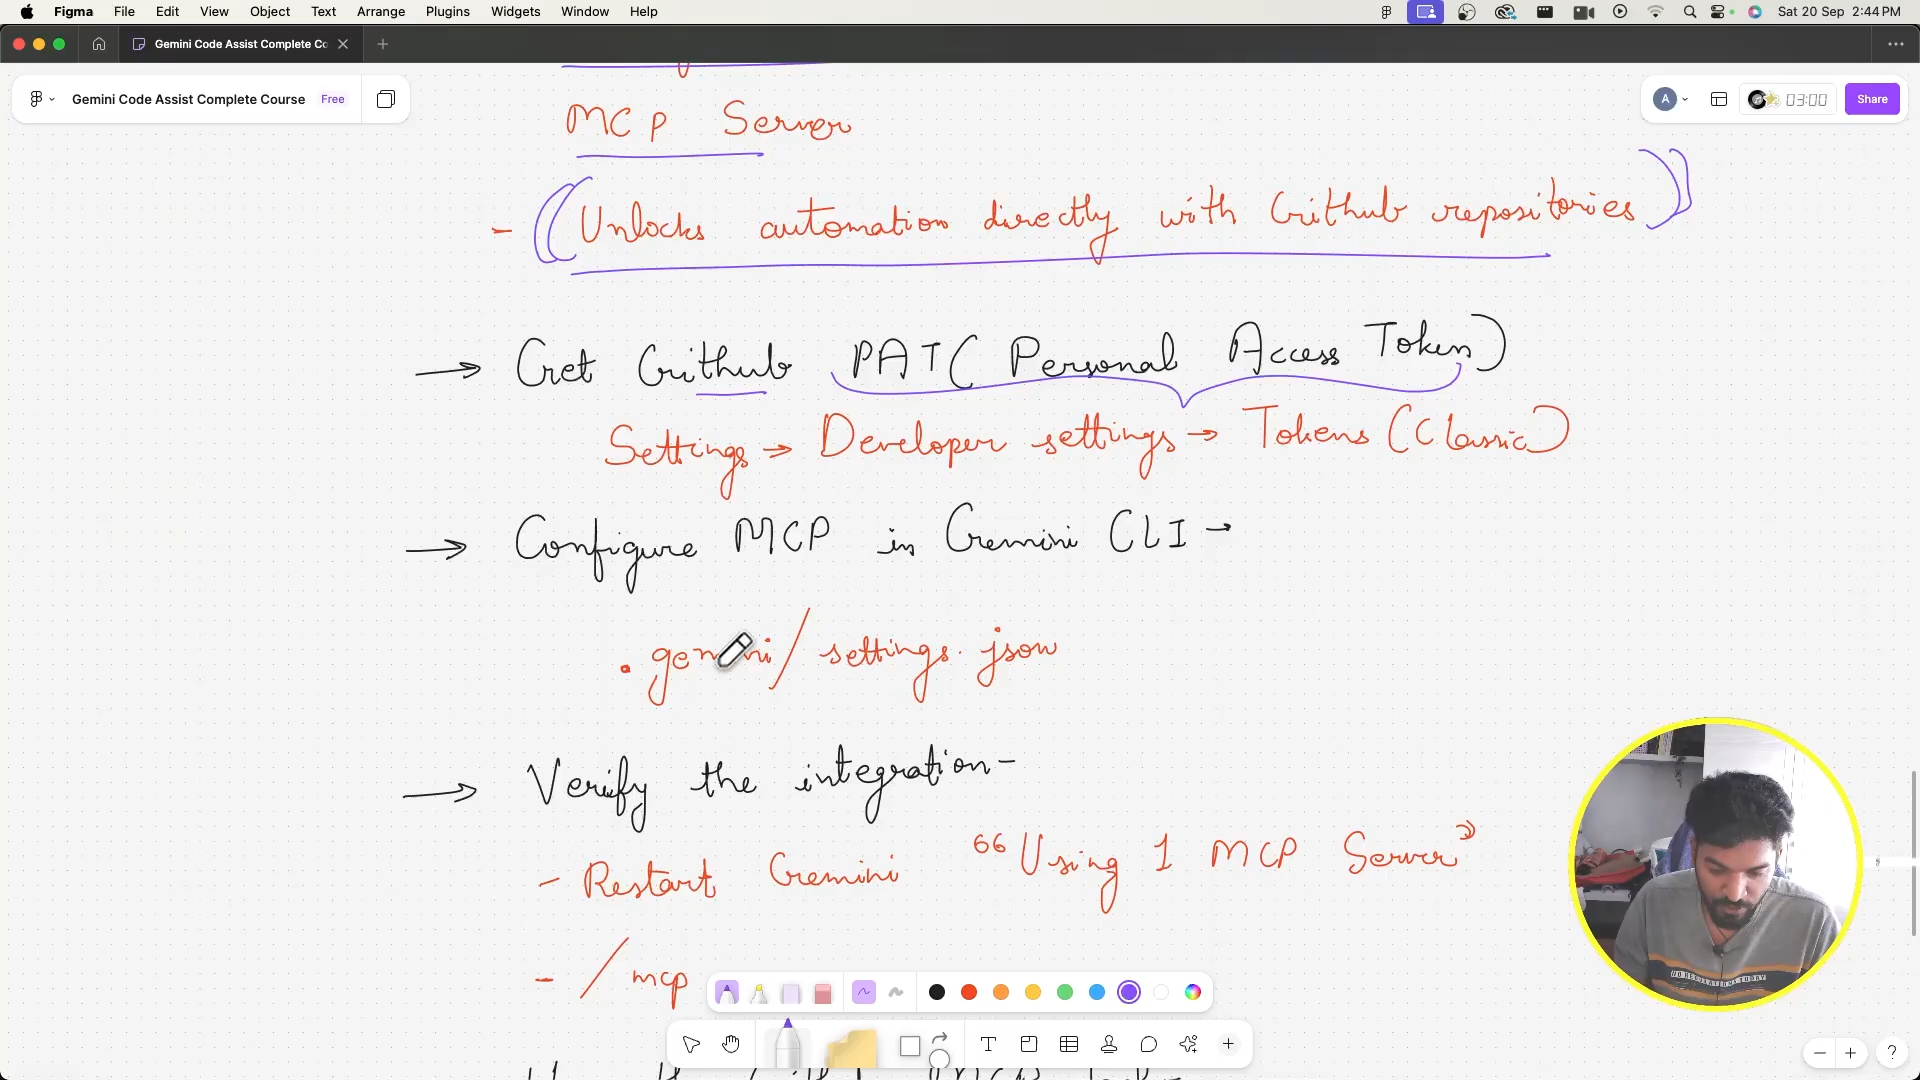 Figma File Edit View Object Text Arrange Plugins Widgets Window Help Sat 20 Sep 2:44 PM
Gemini Code Assist Complete Co
Gemini Code Assist Complete Course Free
A 03:00 Share
MCP Server
- ((Unlocks automation directly with Github repositories))
→ Get Github PAT( Personal Access Token)
Settings → Developer settings → Tokens (Classic)
→ Configure MCP in Gemini CLI →
.gemini/settings.json
→ Verify the integration-
- Restart Gemini “Using 1 MCP Server”
- /mcp
NO REGULATIONS TODAY